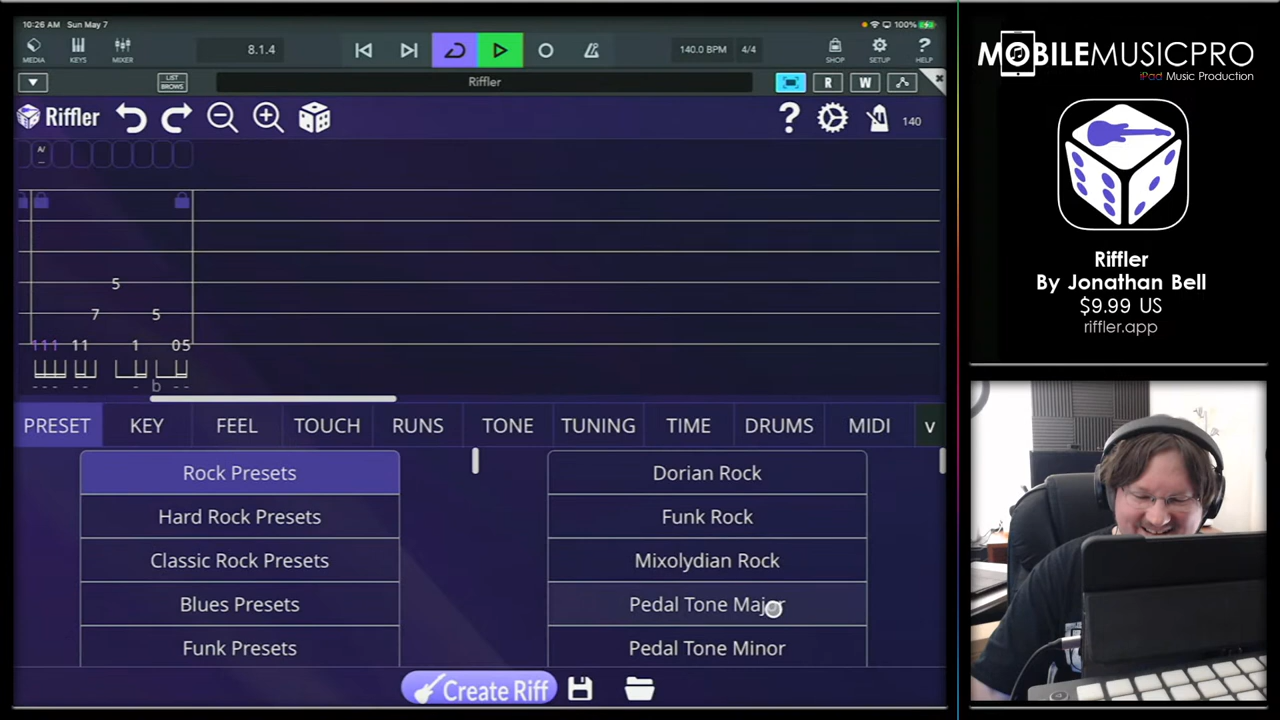 10:26 AM Sun May 7
100%
MEDIA KEYS MIXER
8.1.4
140.0 BPM 4/4
SHOP SETUP HELP
LIST
BROWS
Riffler
R W
Riffler
? 140
A/
5
7 5
111 11 1 05
b
PRESET KEY FEEL TOUCH RUNS TONE TUNING TIME DRUMS MIDI v
Rock Presets
Hard Rock Presets
Classic Rock Presets
Blues Presets
Funk Presets
Dorian Rock
Funk Rock
Mixolydian Rock
Pedal Tone Major
Pedal Tone Minor
Create Riff
MOBILEMUSICPRO
iPad Music Production
Riffler
By Jonathan Bell
$9.99 US
riffler.app